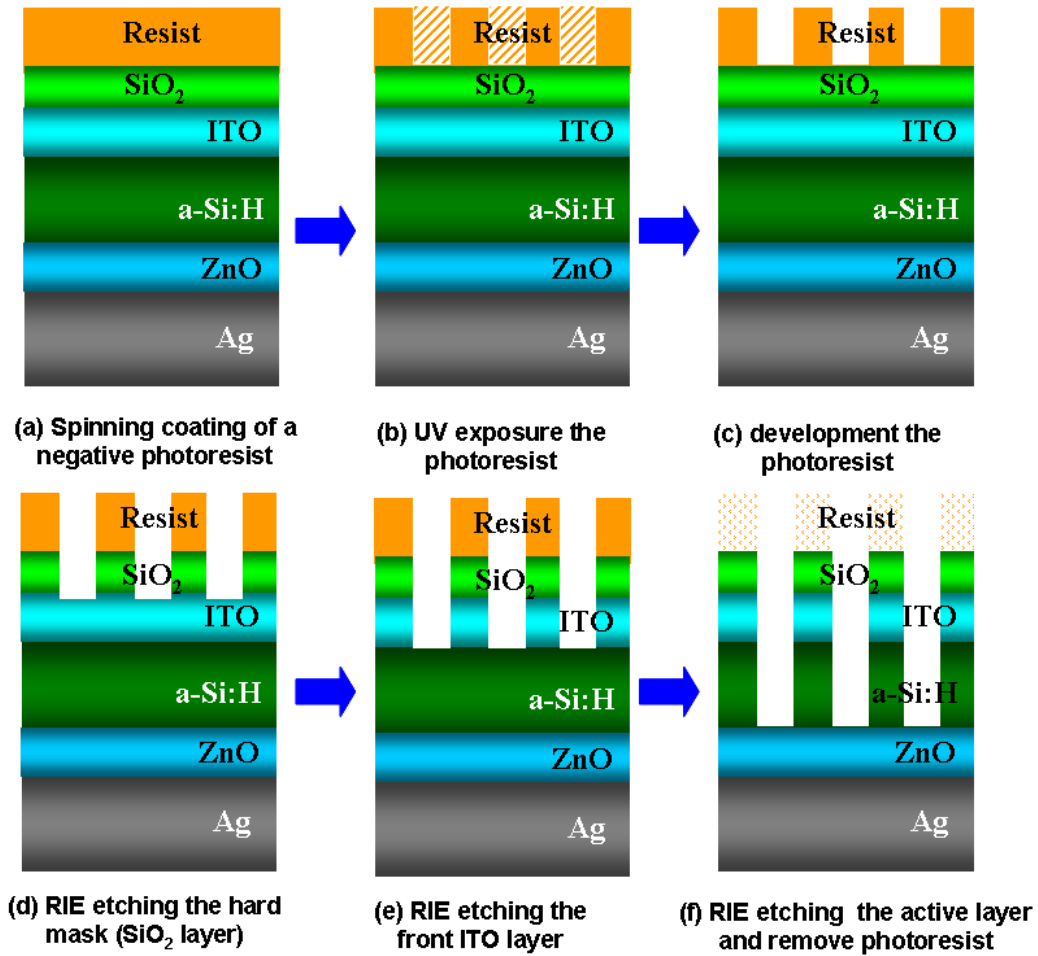 Resist
SiO₂
ITO
a-Si:H
ZnO
Ag
(a) Spinning coating of a
negative photoresist
Resist
SiO₂
ITO
a-Si:H
ZnO
Ag
(b) UV exposure the
photoresist
Resist
SiO₂
ITO
a-Si:H
ZnO
Ag
(c) development the
photoresist
Resist
SiO₂
ITO
a-Si:H
ZnO
Ag
(d) RIE etching the hard
mask (SiO₂ layer)
Resist
SiO₂
ITO
a-Si:H
ZnO
Ag
(e) RIE etching the
front ITO layer
Resist
SiO₂
ITO
a-Si:H
ZnO
Ag
(f) RIE etching the active layer
and remove photoresist